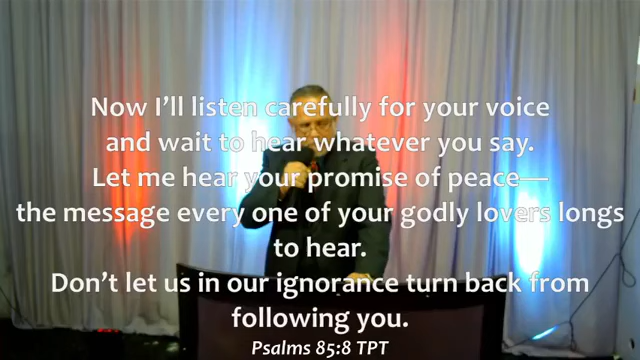 Now I’ll listen carefully for your voice
and wait to hear whatever you say.
Let me hear your promise of peace—
the message every one of your godly lovers longs
to hear.
Don’t let us in our ignorance turn back from
following you.
Psalms 85:8 TPT